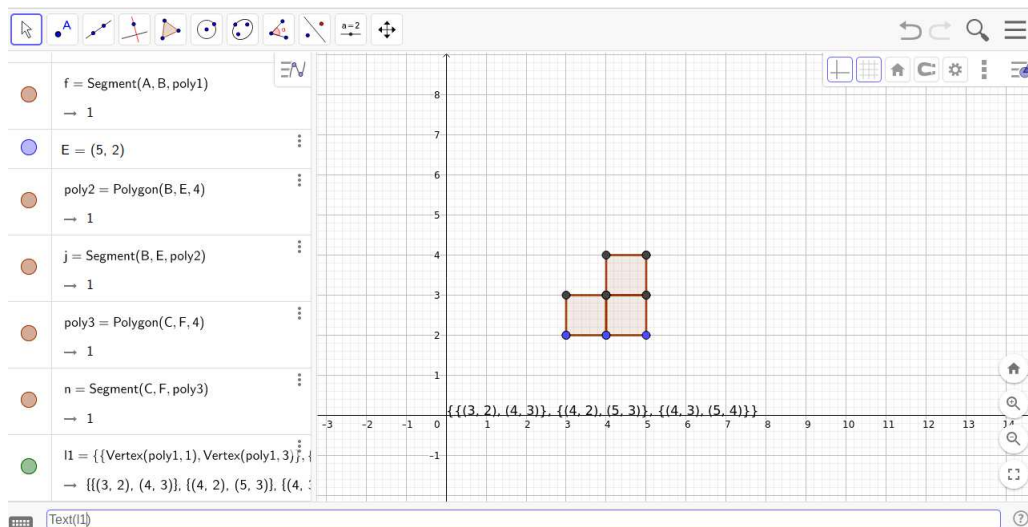 A
a=2
f = Segment(A, B, poly1)
→ 1
E = (5, 2)
poly2 = Polygon(B, E, 4)
→ 1
j = Segment(B, E, poly2)
→ 1
poly3 = Polygon(C, F, 4)
→ 1
n = Segment(C, F, poly3)
→ 1
l1 = {{Vertex(poly1, 1), Vertex(poly1, 3)}, {
→ {{(3, 2), (4, 3)}, {(4, 2), (5, 3)}, {(4, 3
8
7
6
5
4
3
2
1
{{(3, 2), (4, 3)}, {(4, 2), (5, 3)}, {(4, 3), (5, 4)}}
-3 -2 -1 0 1 2 3 4 5 6 7 8 9 10 11 12 13 14
-1
Text(l1)